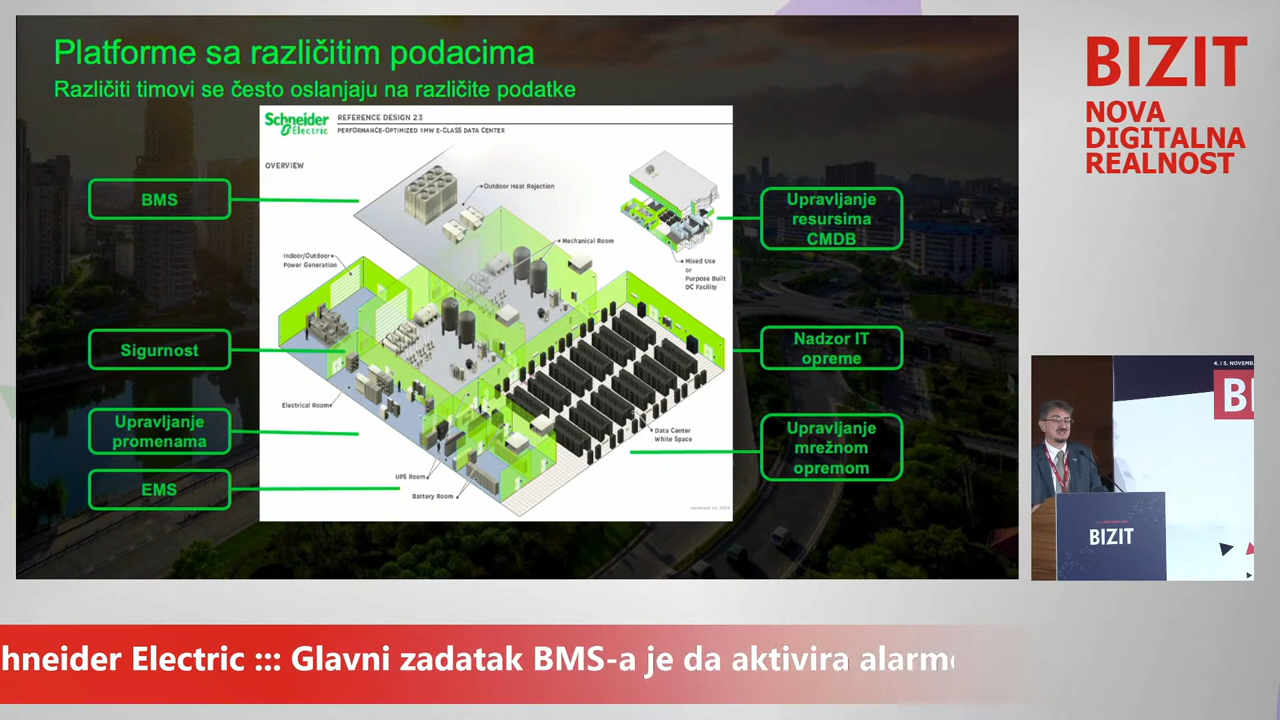 Platforme sa različitim podacima
Različiti timovi se često oslanjaju na različite podatke
Schneider
Electric
REFERENCE DESIGN 23
PERFORMANCE-OPTIMIZED 1MW E-CLASS DATA CENTER
OVERVIEW
Outdoor Heat Rejection
Mechanical Room
Indoor/Outdoor
Power Generation
Mixed Use
or
Purpose Built
DC Facility
Electrical Room
UPS Room
Battery Room
Data Center
White Space
BMS
Sigurnost
Upravljanje
promenama
EMS
Upravljanje
resursima
CMDB
Nadzor IT
opreme
Upravljanje
mrežnom
opremom
BIZIT
NOVA
DIGITALNA
REALNOST
4. I 5. NOVEMB
BI
BIZIT
hneider Electric ::: Glavni zadatak BMS-a je da aktivira alarm